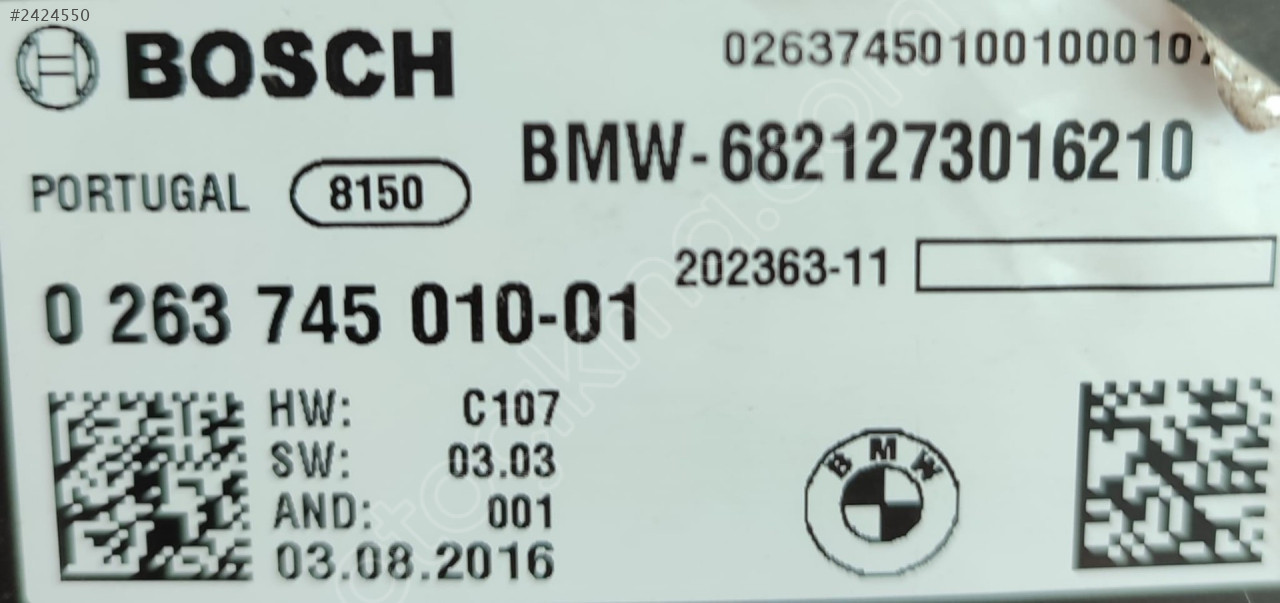 #2424550
BOSCH
026374501001000107
BMW-6821273016210
PORTUGAL 8150
202363-11
0 263 745 010-01
HW: C107
SW: 03.03
AND: 001
03.08.2016
BMW